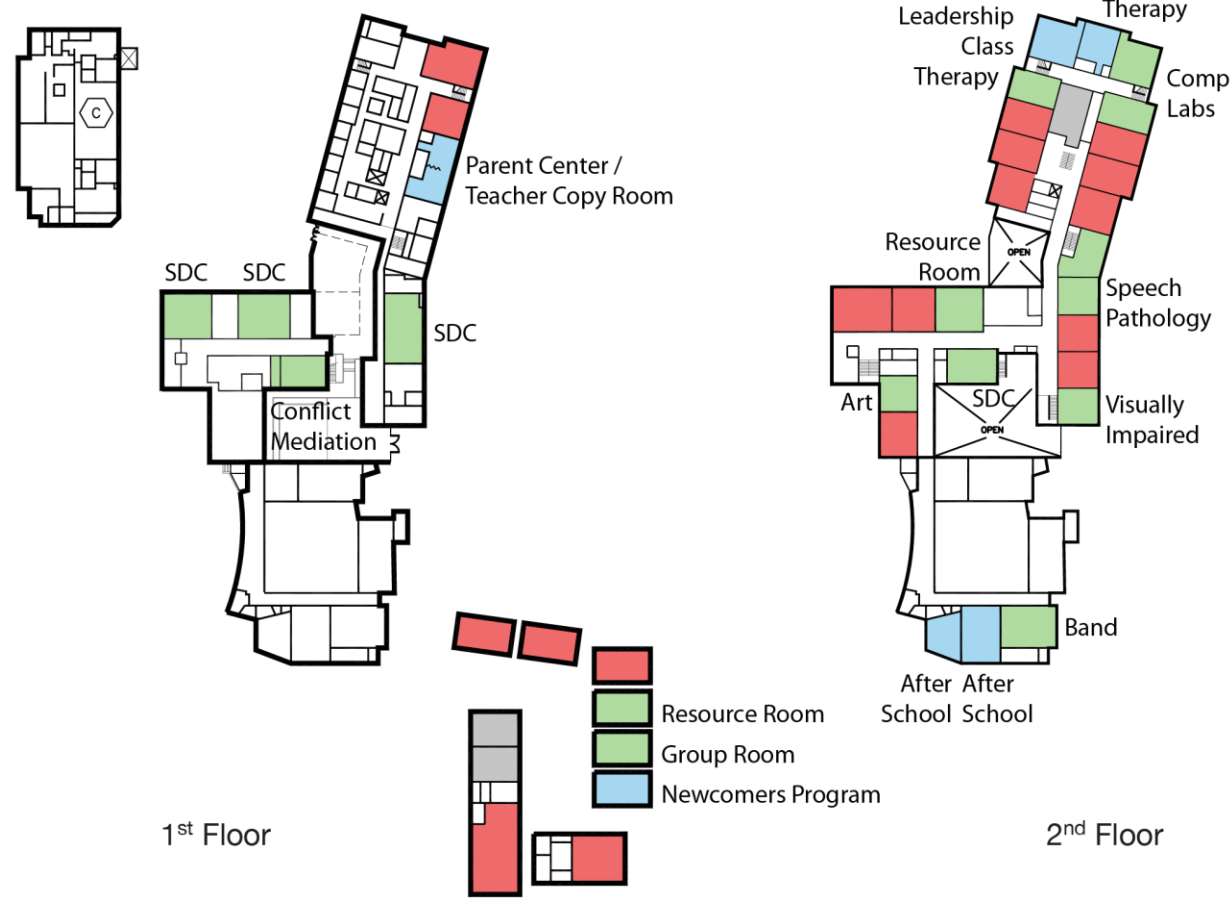 C
Parent Center /
Teacher Copy Room
SDC
SDC
SDC
Conflict
Mediation
Resource Room
Group Room
Newcomers Program
1st Floor
Leadership
Class
Therapy
Therapy
Comp
Labs
Resource
Room
OPEN
Speech
Pathology
Art
SDC
OPEN
Visually
Impaired
Band
After
School
After
School
2nd Floor